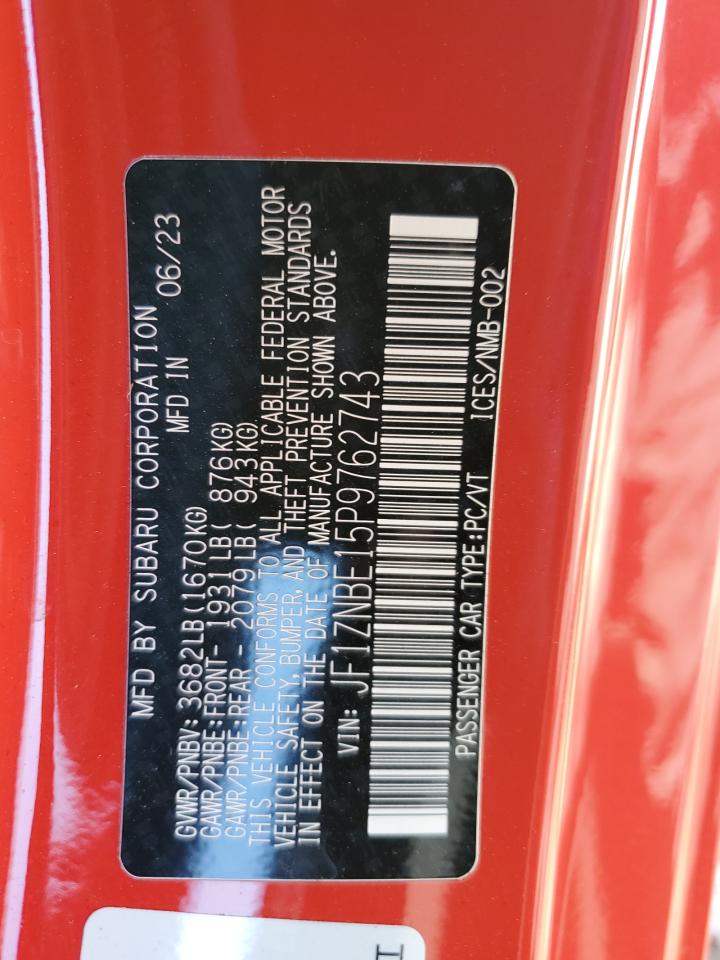 MFD BY SUBARU CORPORATION
MFD IN 06/23
GVWR/PNBV: 3682LB(1670KG)
GAWR/PNBE:FRONT- 1931LB( 876KG)
GAWR/PNBE:REAR - 2079LB( 943KG)
THIS VEHICLE CONFORMS TO ALL APPLICABLE FEDERAL MOTOR
VEHICLE SAFETY, BUMPER, AND THEFT PREVENTION STANDARDS
IN EFFECT ON THE DATE OF MANUFACTURE SHOWN ABOVE.
VIN: JF1ZNBE15P9762743
PASSENGER CAR TYPE:PC/VT ICES/NMB-002